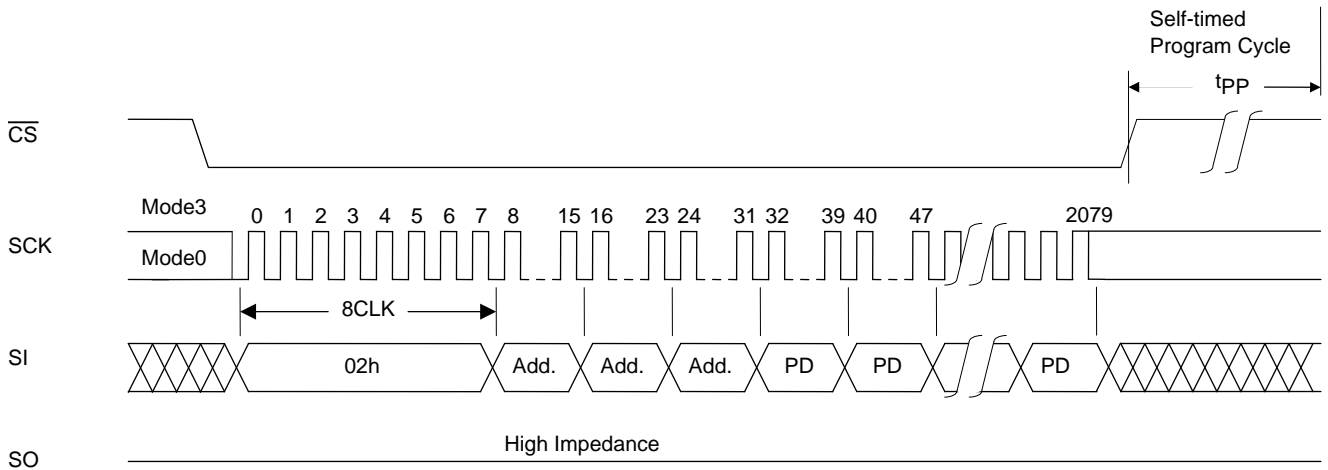 Self-timed
Program Cycle
tPP
CS
Mode3
0 1 2 3 4 5 6 7 8 15 16 23 24 31 32 39 40 47 2079
SCK
Mode0
8CLK
SI
02h Add. Add. Add. PD PD PD
High Impedance
SO